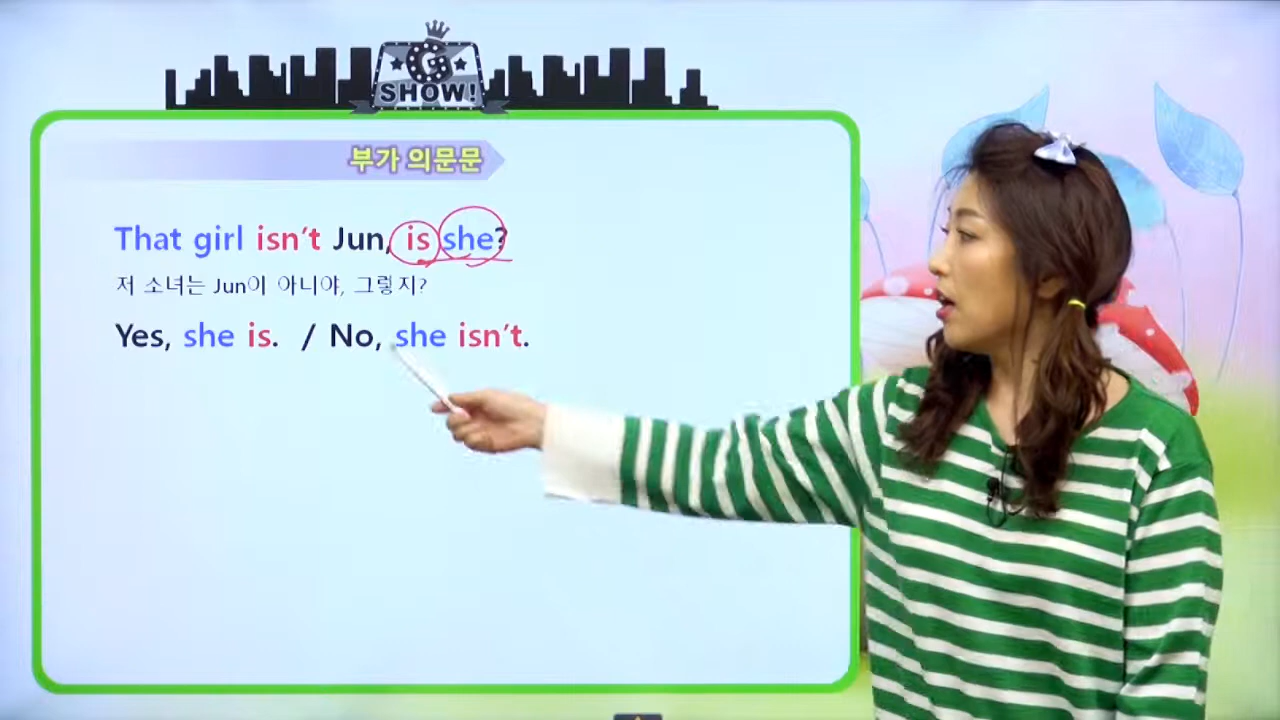 G
SHOW!
부가 의문문
That girl isn't Jun, is she?
저 소녀는 Jun이 아니야, 그렇지?
Yes, she is. / No, she isn't.